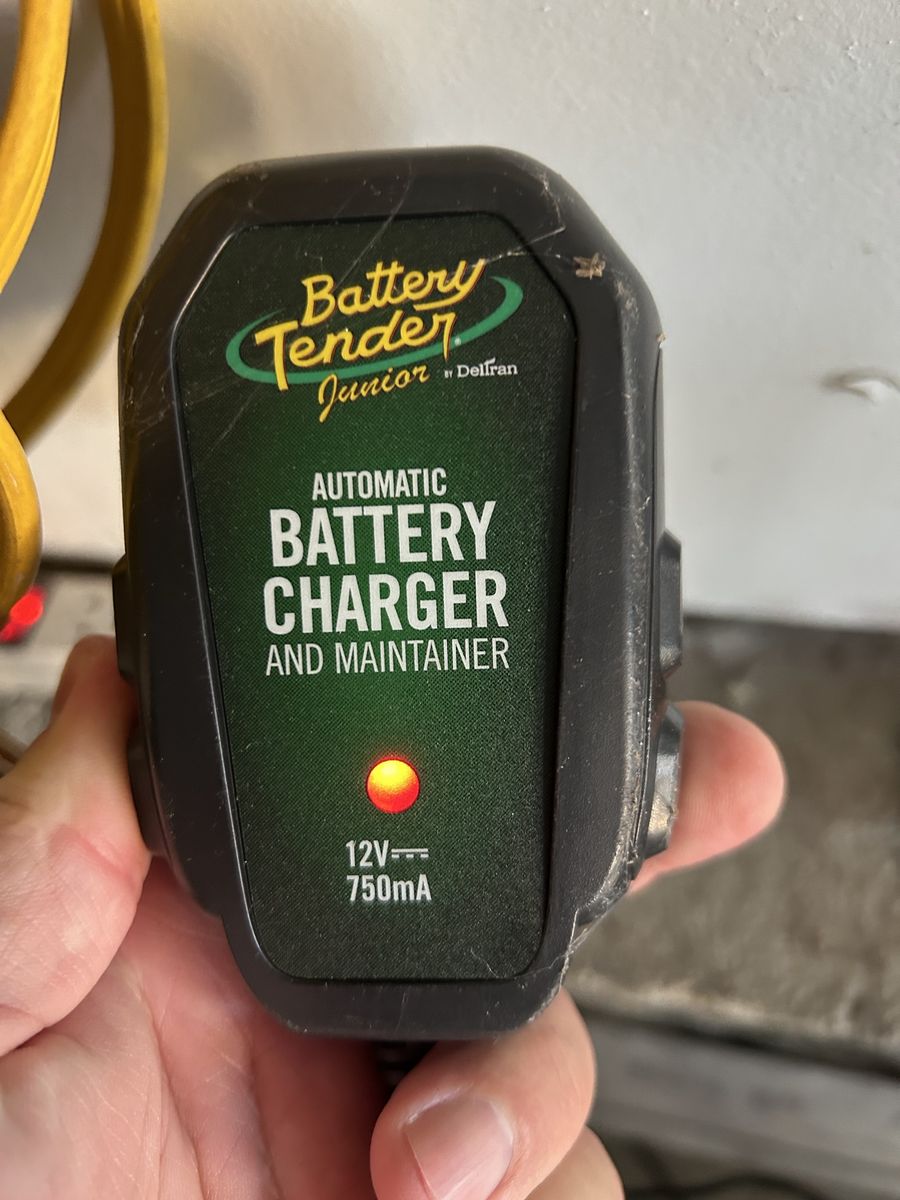 Battery
Tender®
Junior BY Deltran
AUTOMATIC
BATTERY
CHARGER
AND MAINTAINER
12V⎓
750mA